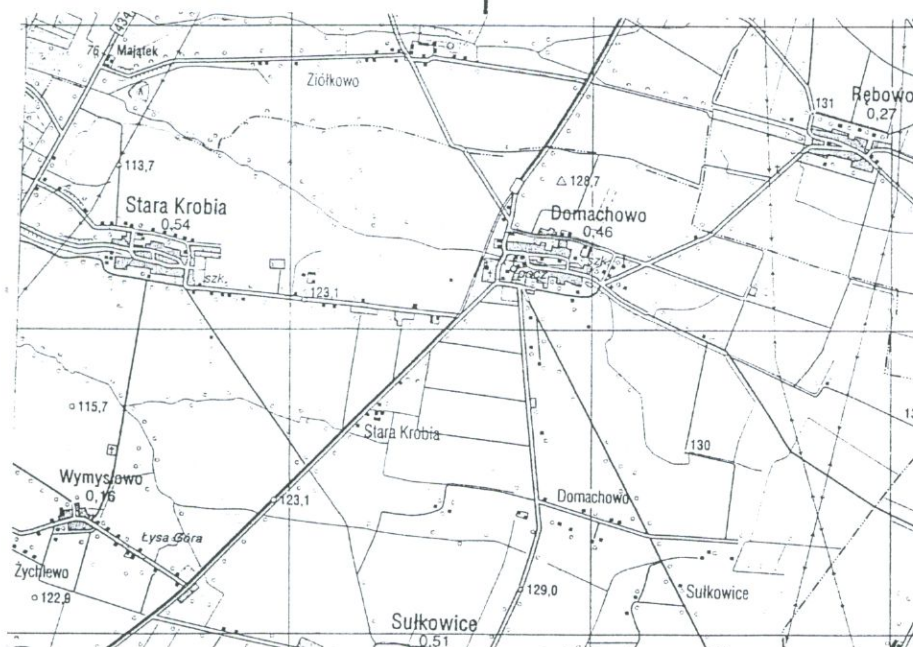 434
76
Majątek
Ziółkowo
131
Rębowo
0,27
113,7
128,7
Stara Krobia
0,54
Domachowo
0,46
szk.
szk.
123,1
115,7
Stara Krobia
130
Wymysłowo
0,16
123,1
Domachowo
Łysa Góra
Żychlewo
122,9
129,0
Sułkowice
Sułkowice
0,51